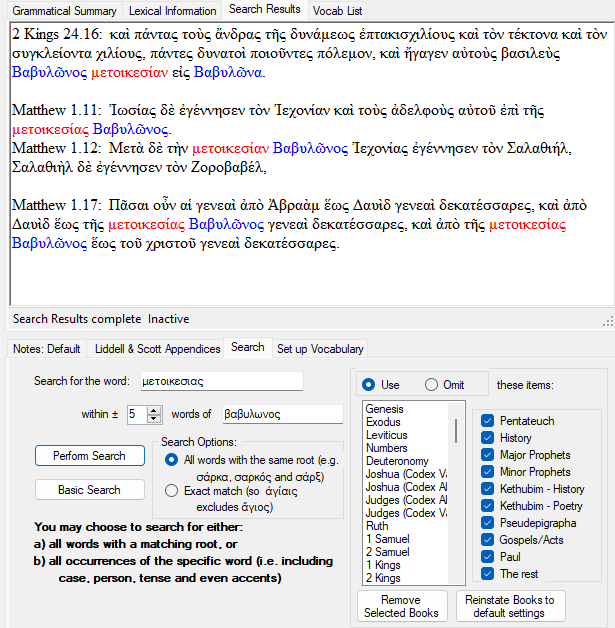 Grammatical Summary Lexical Information Search Results Vocab List
2 Kings 24.16: καὶ πάντας τοὺς ἄνδρας τῆς δυνάμεως ἑπτακισχιλίους καὶ τὸν τέκτονα καὶ τὸν
συγκλείοντα χιλίους, πάντες δυνατοὶ ποιοῦντες πόλεμον, καὶ ἤγαγεν αὐτοὺς βασιλεὺς
Βαβυλῶνος μετοικεσίαν εἰς Βαβυλῶνα.
Matthew 1.11: Ἰωσίας δὲ ἐγέννησεν τὸν Ἰεχονίαν καὶ τοὺς ἀδελφοὺς αὐτοῦ ἐπὶ τῆς
μετοικεσίας Βαβυλῶνος.
Matthew 1.12: Μετὰ δὲ τὴν μετοικεσίαν Βαβυλῶνος Ἰεχονίας ἐγέννησεν τὸν Σαλαθιήλ,
Σαλαθιὴλ δὲ ἐγέννησεν τὸν Ζοροβαβέλ,
Matthew 1.17: Πᾶσαι οὖν αἱ γενεαὶ ἀπὸ Ἀβραὰμ ἕως Δαυὶδ γενεαὶ δεκατέσσαρες, καὶ ἀπὸ
Δαυὶδ ἕως τῆς μετοικεσίας Βαβυλῶνος γενεαὶ δεκατέσσαρες, καὶ ἀπὸ τῆς μετοικεσίας
Βαβυλῶνος ἕως τοῦ χριστοῦ γενεαὶ δεκατέσσαρες.
Search Results complete Inactive
Notes: Default Liddell & Scott Appendices Search Set up Vocabulary
Search for the word: μετοικεσιας
within ± 5 words of βαβυλωνος
Perform Search
Basic Search
Search Options:
All words with the same root (e.g.
σάρκα, σαρκός and σάρξ)
Exact match (so ἁγίαις
excludes ἅγιος)
You may choose to search for either:
a) all words with a matching root, or
b) all occurrences of the specific word (i.e. including
case, person, tense and even accents)
Use Omit these items:
Genesis
Exodus
Leviticus
Numbers
Deuteronomy
Joshua (Codex Va
Joshua (Codex Al
Judges (Codex Al
Judges (Codex Va
Ruth
1 Samuel
2 Samuel
1 Kings
2 Kings
Pentateuch
History
Major Prophets
Minor Prophets
Kethubim - History
Kethubim - Poetry
Pseudepigrapha
Gospels/Acts
Paul
The rest
Remove
Selected Books
Reinstate Books to
default settings